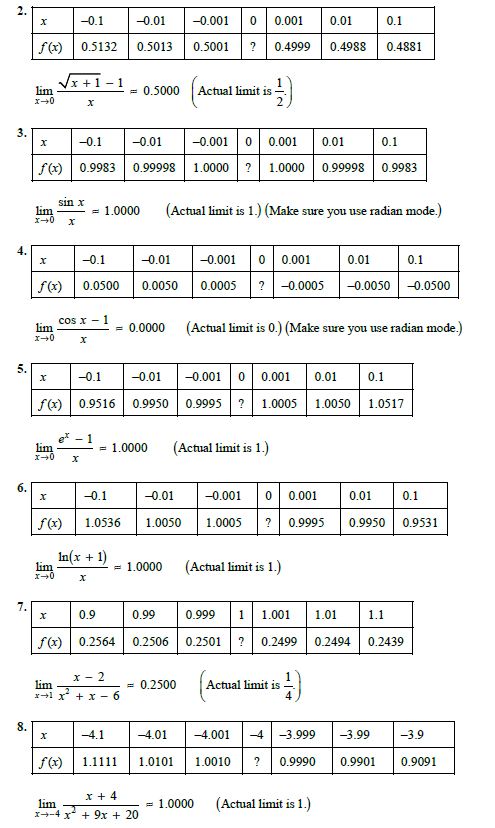 2. x –0.1 –0.01 –0.001 0 0.001 0.01 0.1
f(x) 0.5132 0.5013 0.5001 ? 0.4999 0.4988 0.4881
lim x→0 (√(x + 1) – 1)/x ≈ 0.5000 (Actual limit is 1/2.)
3. x –0.1 –0.01 –0.001 0 0.001 0.01 0.1
f(x) 0.9983 0.99998 1.0000 ? 1.0000 0.99998 0.9983
lim x→0 (sin x)/x ≈ 1.0000 (Actual limit is 1.) (Make sure you use radian mode.)
4. x –0.1 –0.01 –0.001 0 0.001 0.01 0.1
f(x) 0.0500 0.0050 0.0005 ? –0.0005 –0.0050 –0.0500
lim x→0 (cos x – 1)/x ≈ 0.0000 (Actual limit is 0.) (Make sure you use radian mode.)
5. x –0.1 –0.01 –0.001 0 0.001 0.01 0.1
f(x) 0.9516 0.9950 0.9995 ? 1.0005 1.0050 1.0517
lim x→0 (eˣ – 1)/x ≈ 1.0000 (Actual limit is 1.)
6. x –0.1 –0.01 –0.001 0 0.001 0.01 0.1
f(x) 1.0536 1.0050 1.0005 ? 0.9995 0.9950 0.9531
lim x→0 ln(x + 1)/x ≈ 1.0000 (Actual limit is 1.)
7. x 0.9 0.99 0.999 1 1.001 1.01 1.1
f(x) 0.2564 0.2506 0.2501 ? 0.2499 0.2494 0.2439
lim x→1 (x – 2)/(x² + x – 6) ≈ 0.2500 (Actual limit is 1/4.)
8. x –4.1 –4.01 –4.001 –4 –3.999 –3.99 –3.9
f(x) 1.1111 1.0101 1.0010 ? 0.9990 0.9901 0.9091
lim x→–4 (x + 4)/(x² + 9x + 20) ≈ 1.0000 (Actual limit is 1.)